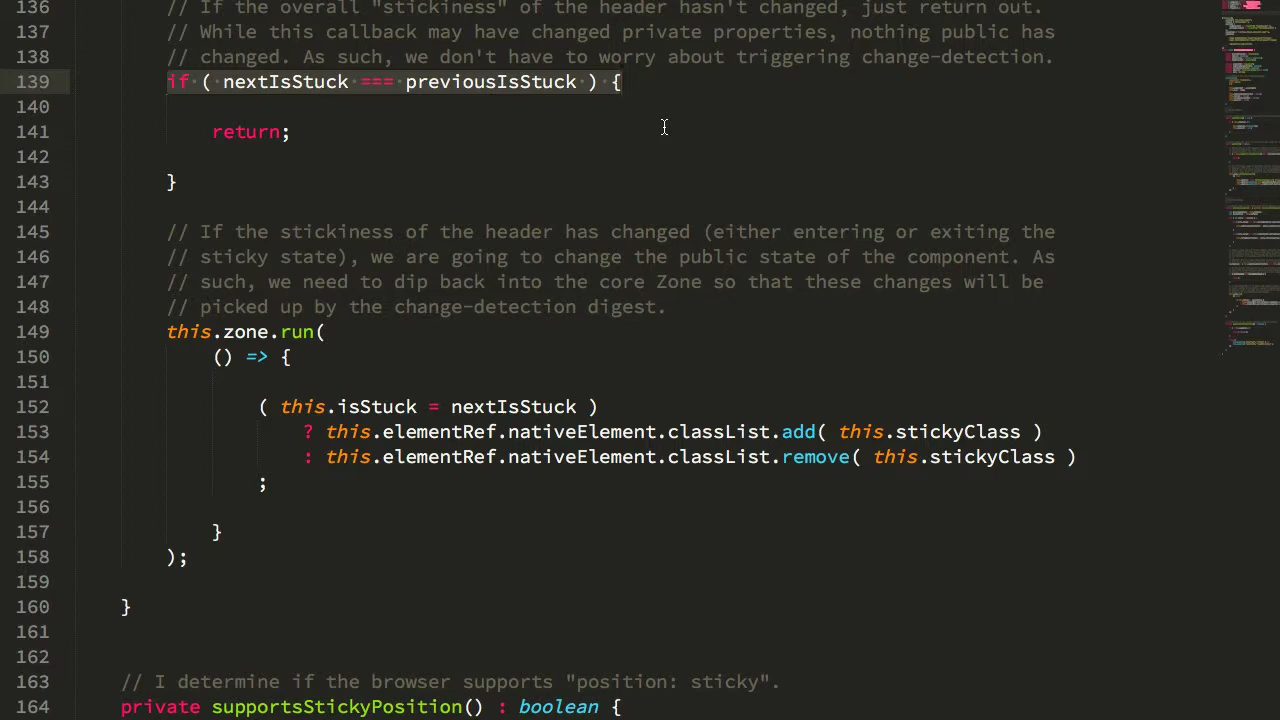 136 // If the overall "stickiness" of the header hasn't changed, just return out.
137 // While this callback may have changed private properties, nothing public has
138 // changed. As such, we don't have to worry about triggering change-detection.
139 if ( nextIsStuck === previousIsStuck ) {
140
141 return;
142
143 }
144
145 // If the stickiness of the header has changed (either entering or exiting the
146 // sticky state), we are going to change the public state of the component. As
147 // such, we need to dip back into the core Zone so that these changes will be
148 // picked up by the change-detection digest.
149 this.zone.run(
150 () => {
151
152 ( this.isStuck = nextIsStuck )
153 ? this.elementRef.nativeElement.classList.add( this.stickyClass )
154 : this.elementRef.nativeElement.classList.remove( this.stickyClass )
155 ;
156
157 }
158 );
159
160 }
161
162
163 // I determine if the browser supports "position: sticky".
164 private supportsStickyPosition() : boolean {